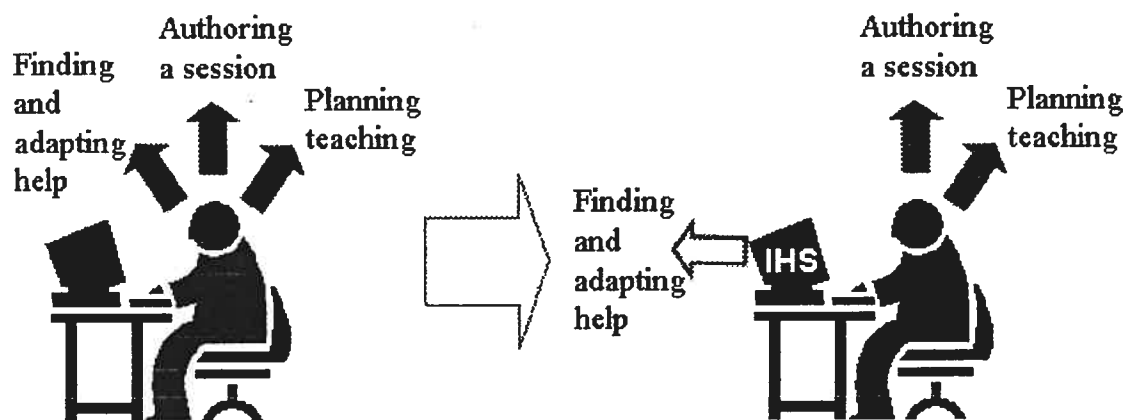 Finding
and
adapting
help
Authoring
a session
Planning
teaching
Finding
and
adapting
help
IHS
Authoring
a session
Planning
teaching